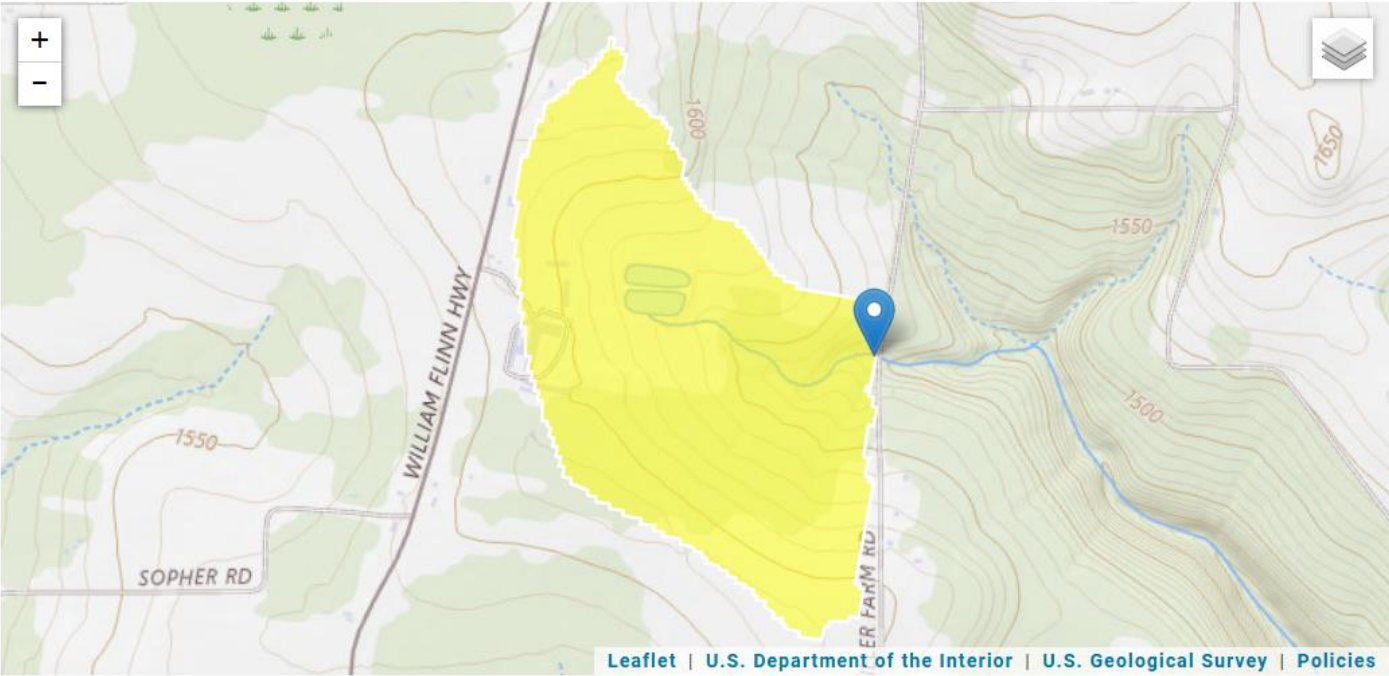 +
−
1600
1650
1550
WILLIAM FLINN HWY
1500
1550
SOPHER RD
ER FARM RD
Leaflet | U.S. Department of the Interior | U.S. Geological Survey | Policies